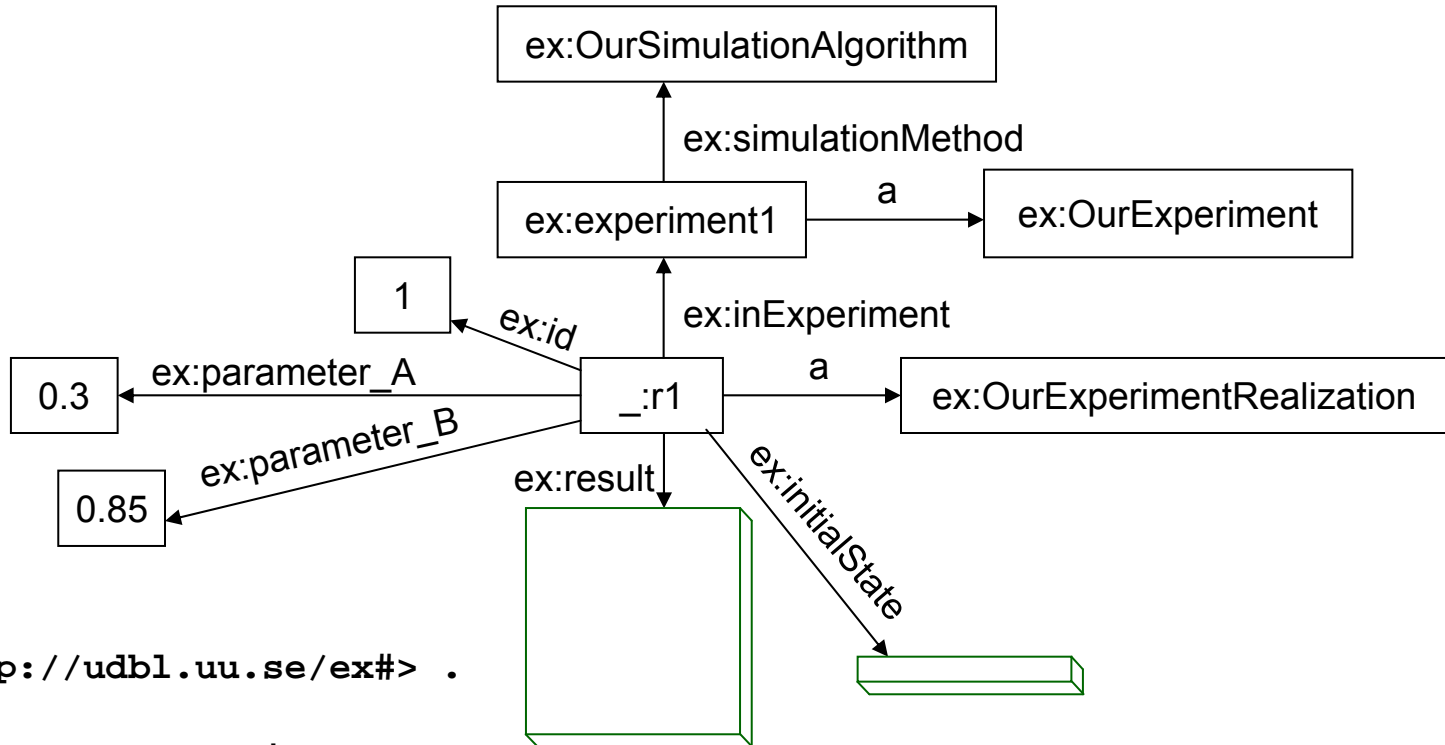 ex:OurSimulationAlgorithm
ex:simulationMethod
ex:experiment1
a
ex:OurExperiment
1
ex:id
ex:inExperiment
0.3
ex:parameter_A
_:r1
a
ex:OurExperimentRealization
ex:parameter_B
0.85
ex:result
ex:initialState
p://udbl.uu.se/ex#> .